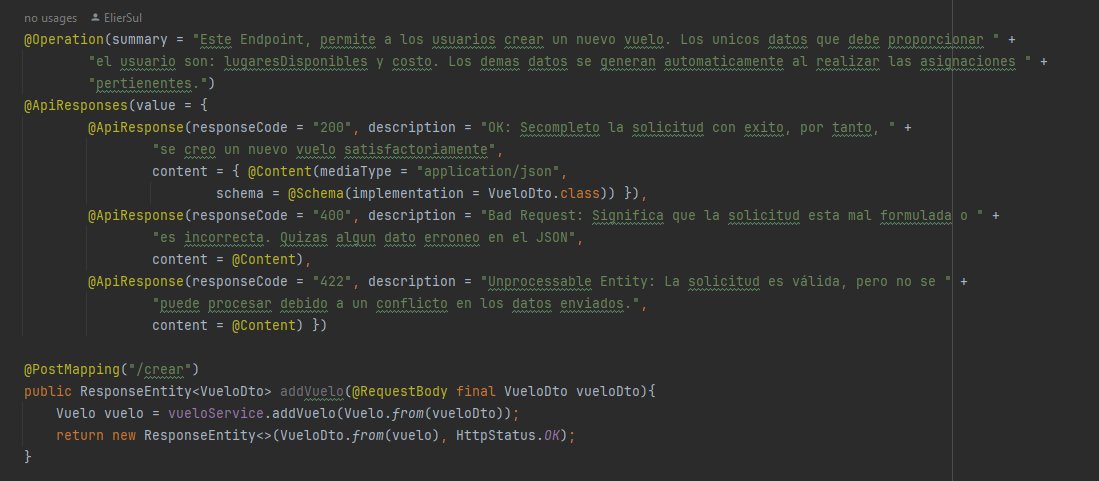 no usages ElierSul
@Operation(summary = "Este Endpoint, permite a los usuarios crear un nuevo vuelo. Los unicos datos que debe proporcionar " +
"el usuario son: lugaresDisponibles y costo. Los demas datos se generan automaticamente al realizar las asignaciones " +
"pertienentes.")
@ApiResponses(value = {
@ApiResponse(responseCode = "200", description = "OK: Secompleto la solicitud con exito, por tanto, " +
"se creo un nuevo vuelo satisfactoriamente",
content = { @Content(mediaType = "application/json",
schema = @Schema(implementation = VueloDto.class)) }),
@ApiResponse(responseCode = "400", description = "Bad Request: Significa que la solicitud esta mal formulada o " +
"es incorrecta. Quizas algun dato erroneo en el JSON",
content = @Content),
@ApiResponse(responseCode = "422", description = "Unprocessable Entity: La solicitud es válida, pero no se " +
"puede procesar debido a un conflicto en los datos enviados.",
content = @Content) })
@PostMapping("/crear")
public ResponseEntity<VueloDto> addVuelo(@RequestBody final VueloDto vueloDto){
Vuelo vuelo = vueloService.addVuelo(Vuelo.from(vueloDto));
return new ResponseEntity<>(VueloDto.from(vuelo), HttpStatus.OK);
}